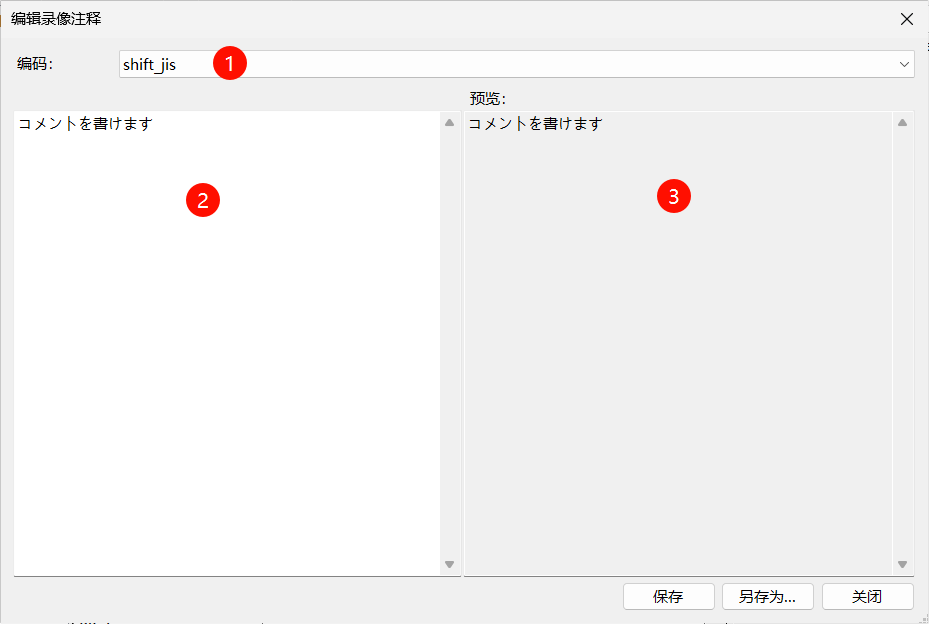 编辑录像注释
编码：
shift_jis
1
预览：
コメントを書けます
コメントを書けます
2
3
保存
另存为...
关闭